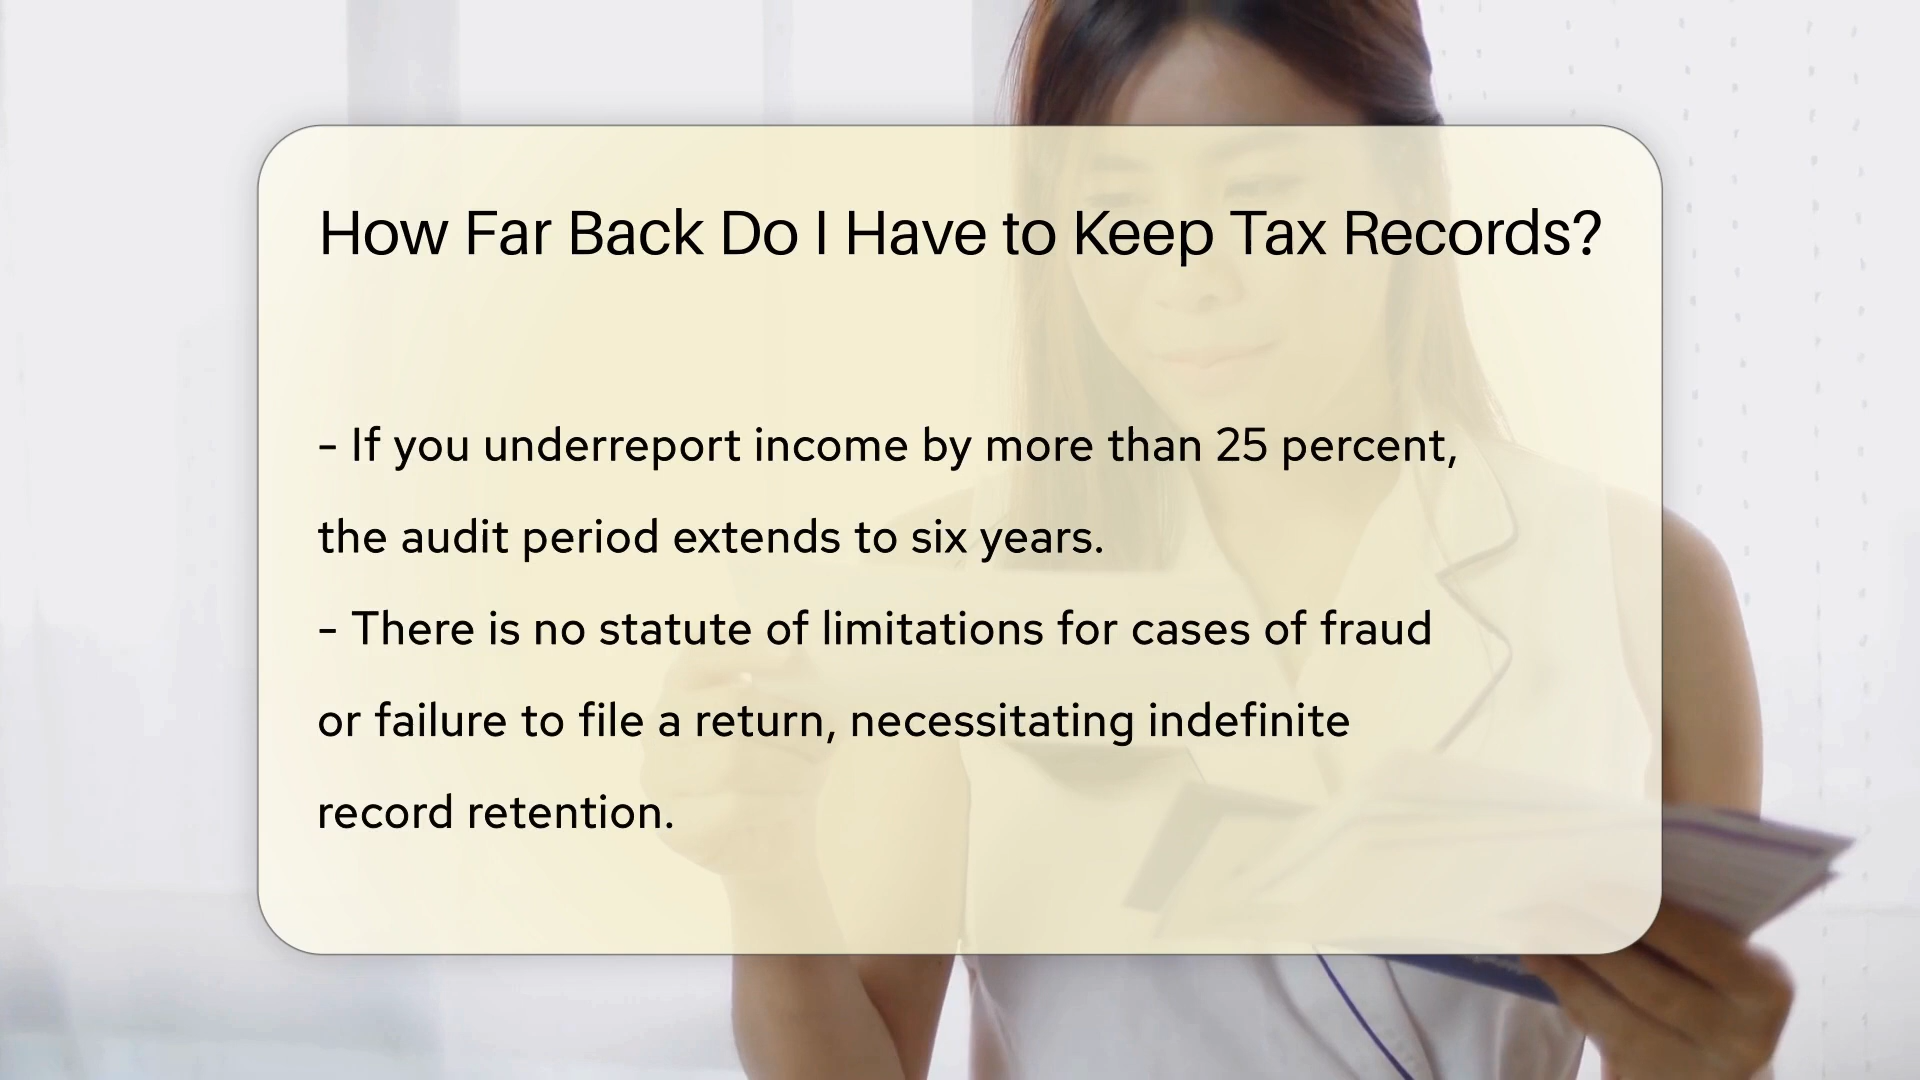 How Far Back Do I Have to Keep Tax Records?
- If you underreport income by more than 25 percent,
the audit period extends to six years.
- There is no statute of limitations for cases of fraud
or failure to file a return, necessitating indefinite
record retention.